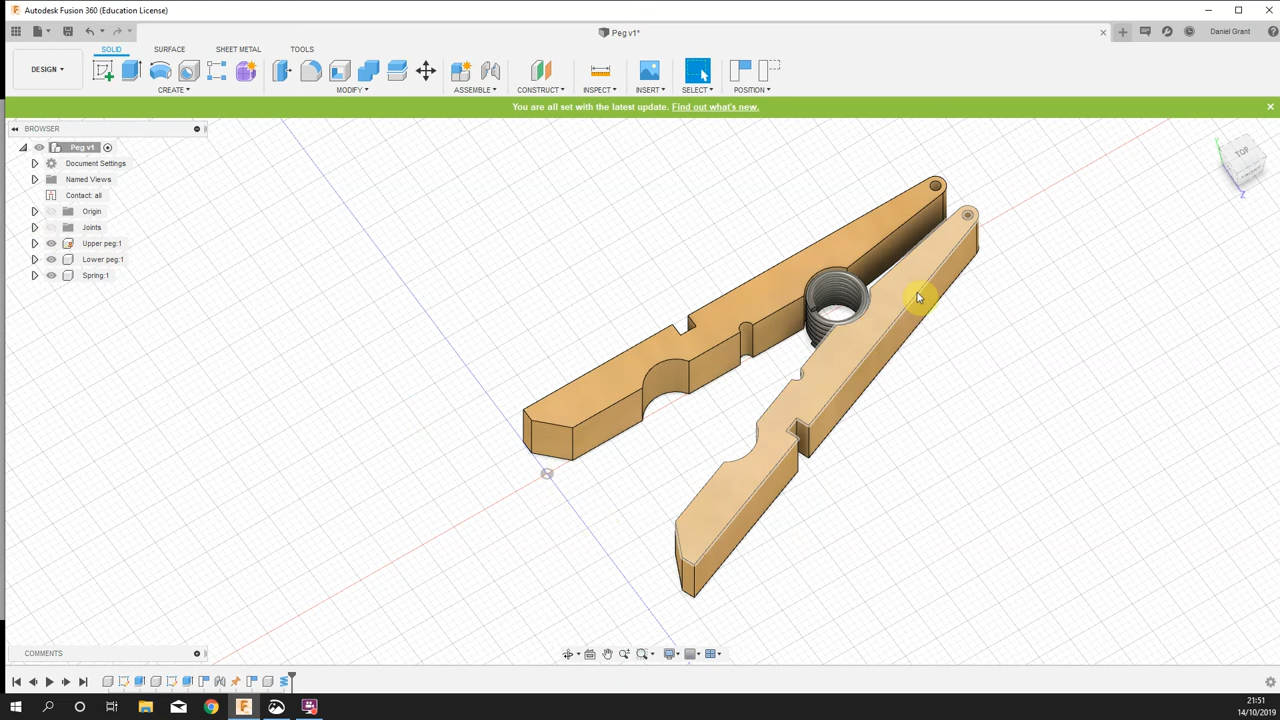 Autodesk Fusion 360 (Education License)
Peg v1*
Daniel Grant
SOLID
SURFACE
SHEET METAL
TOOLS
DESIGN
CREATE
MODIFY
ASSEMBLE
CONSTRUCT
INSPECT
INSERT
SELECT
POSITION
You are all set with the latest update. Find out what's new.
BROWSER
Peg v1
Document Settings
Named Views
Contact: all
Origin
Joints
Upper peg:1
Lower peg:1
Spring:1
TOP
Z
COMMENTS
21:51
14/10/2019